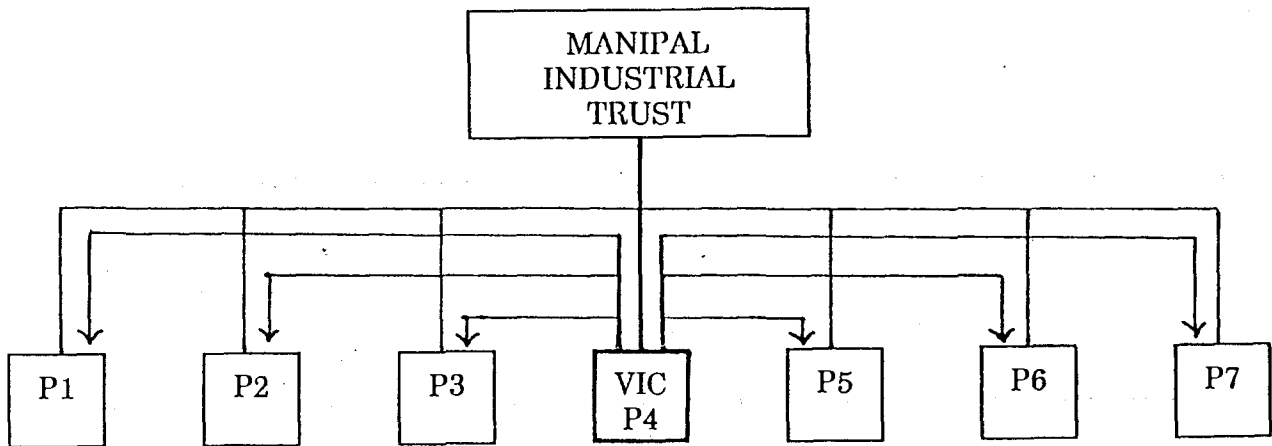 MANIPAL
INDUSTRIAL
TRUST
P1
P2
P3
VIC
P4
P5
P6
P7